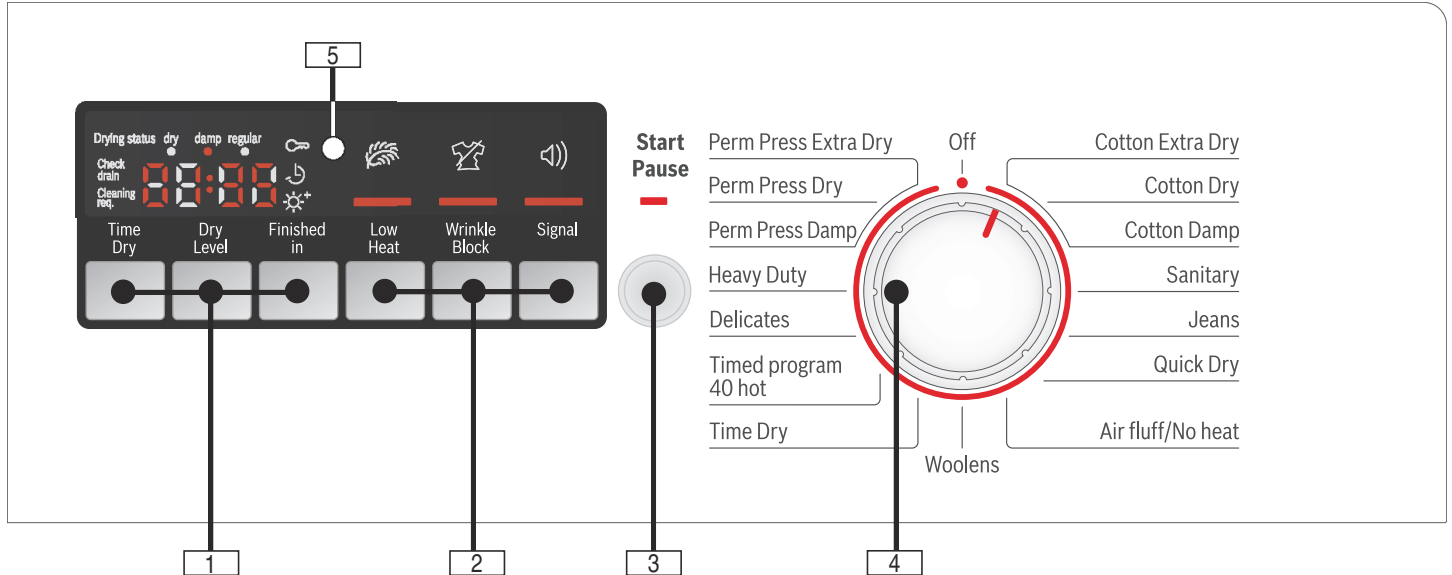 5
Drying status dry damp regular
Check
drain
Cleaning
req.
88:88
Time
Dry
Dry
Level
Finished
in
Low
Heat
Wrinkle
Block
Signal
Start
Pause
Perm Press Extra Dry
Perm Press Dry
Perm Press Damp
Heavy Duty
Delicates
Timed program
40 hot
Time Dry
Off
Woolens
Cotton Extra Dry
Cotton Dry
Cotton Damp
Sanitary
Jeans
Quick Dry
Air fluff/No heat
1
2
3
4